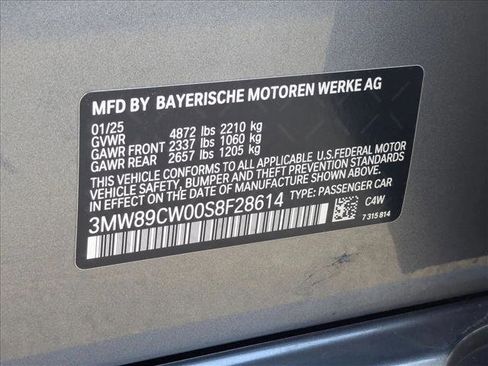 MFD BY BAYERISCHE MOTOREN WERKE AG
01/25
GVWR 4872 lbs 2210 kg
GAWR FRONT 2337 lbs 1060 kg
GAWR REAR 2657 lbs 1205 kg
THIS VEHICLE CONFORMS TO ALL APPLICABLE U.S.FEDERAL MOTOR
VEHICLE SAFETY, BUMPER AND THEFT PREVENTION STANDARDS
IN EFFECT ON THE DATE OF MANUFACTURE SHOWN ABOVE.
3MW89CW00S8F28614 TYPE: PASSENGER CAR
C4W
7 315 814